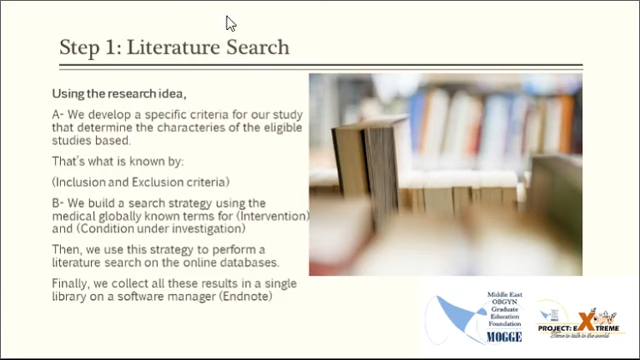 Step 1: Literature Search
Using the research idea,
A- We develop a specific criteria for our study
that determine the characteries of the eligible
studies based.
That's what is known by:
(Inclusion and Exclusion criteria)
B- We build a search strategy using the
medical globally known terms for (Intervention)
and (Condition under investigation)
Then, we use this strategy to perform a
literature search on the online databases.
Finally, we collect all these results in a single
library on a software manager (Endnote)
Middle East
OBGYN
Graduate
Education
Foundation
MOGGE
PROJECT: EXTREME